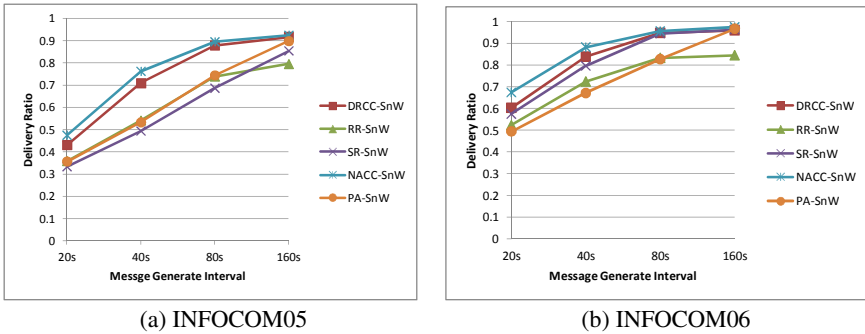 1
0.9
0.8
0.7
0.6
0.5
0.4
0.3
0.2
0.1
0
Delivery Ratio
20s 40s 80s 160s
Messge Generate Interval
DRCC-SnW
RR-SnW
SR-SnW
NACC-SnW
PA-SnW
(a) INFOCOM05
1
0.9
0.8
0.7
0.6
0.5
0.4
0.3
0.2
0.1
0
Delivery Ratio
20s 40s 80s 160s
Message Generate Interval
DRCC-SnW
RR-SnW
SR-SnW
NACC-SnW
PA-SnW
(b) INFOCOM06